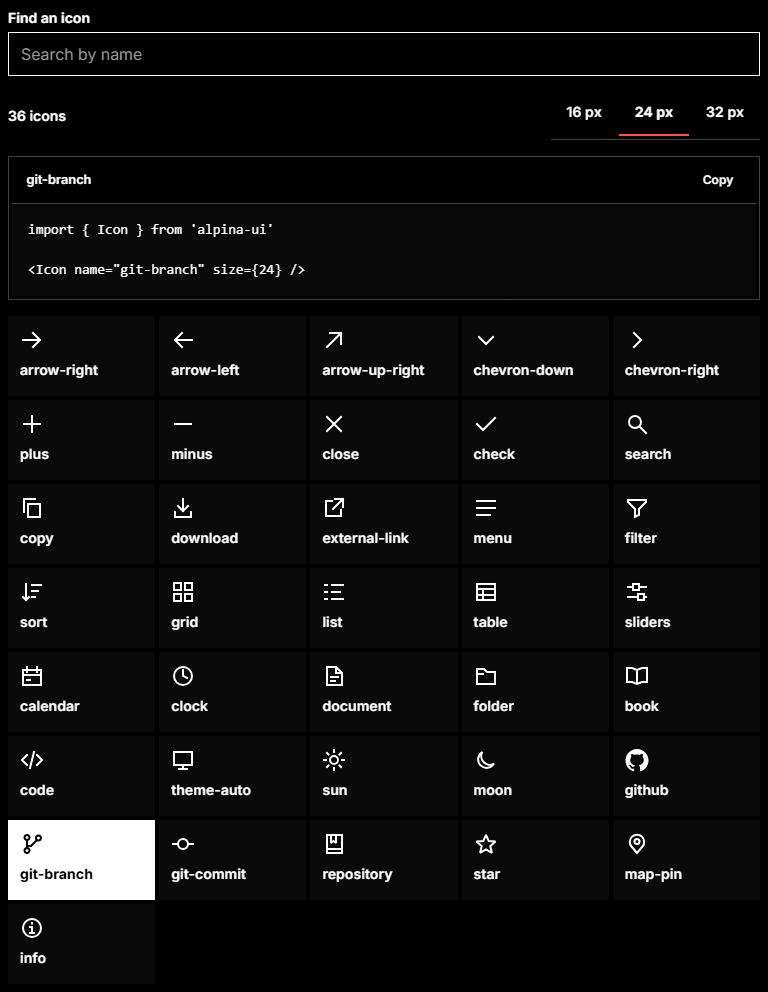 Find an icon
Search by name
36 icons
16 px 24 px 32 px
git-branch Copy
import { Icon } from 'alpina-ui'
<Icon name="git-branch" size={24} />
arrow-right arrow-left arrow-up-right chevron-down chevron-right
plus minus close check search
copy download external-link menu filter
sort grid list table sliders
calendar clock document folder book
code theme-auto sun moon github
git-branch git-commit repository star map-pin
info